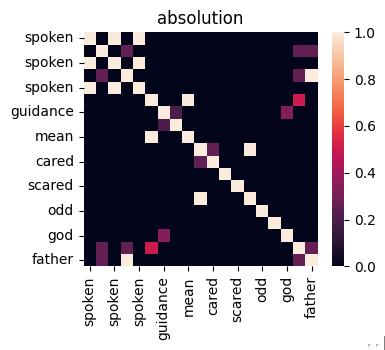 absolution
spoken
spoken
spoken
guidance
mean
cared
scared
odd
god
father
1.0
0.8
0.6
0.4
0.2
0.0
spoken
spoken
spoken
guidance
mean
cared
scared
odd
god
father